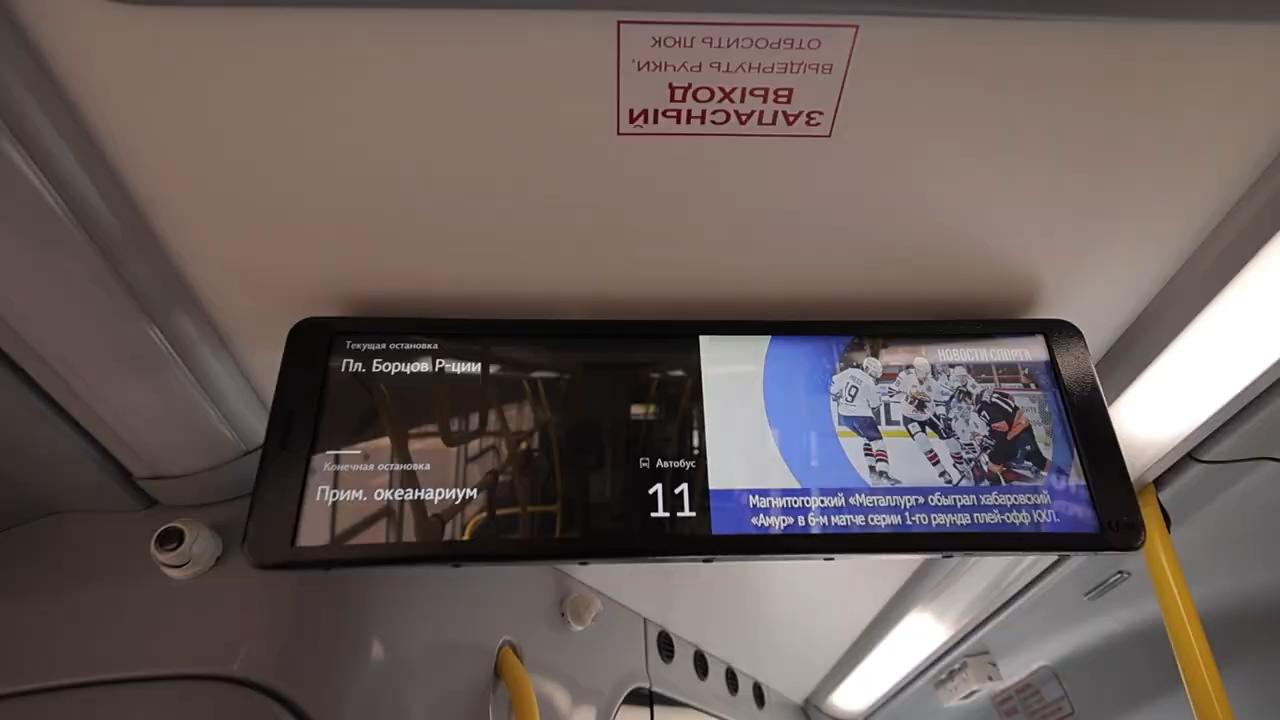 ЗАПАСНЫЙ
ВЫХОД
ВЫДЕРНУТЬ РУЧКИ,
ОТБРОСИТЬ ЛЮК
Текущая остановка
Пл. Борцов Р-ции
Конечная остановка
Прим. океанариум
Автобус
11
НОВОСТИ СПОРТА
19
Магнитогорский «Металлург» обыграл хабаровский
«Амур» в 6-м матче серии 1-го раунда плей-офф КХЛ.